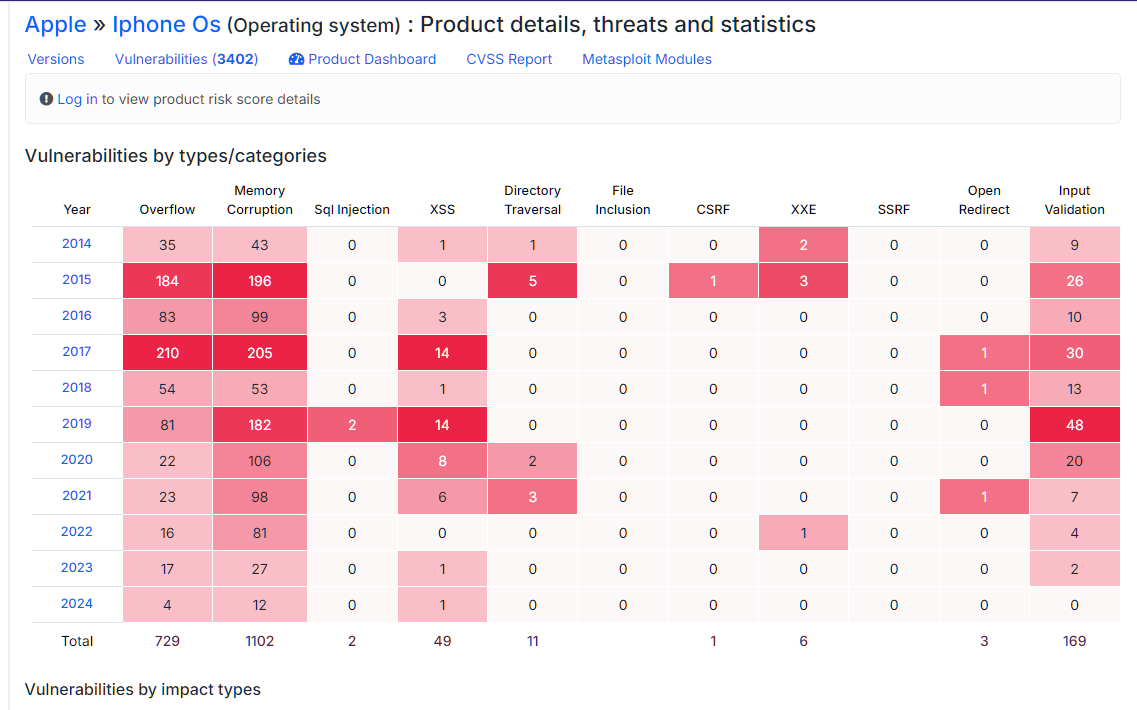 Apple » Iphone Os (Operating system) : Product details, threats and statistics
Versions Vulnerabilities (3402) Product Dashboard CVSS Report Metasploit Modules
Log in to view product risk score details
Vulnerabilities by types/categories
Year Overflow Memory Corruption Sql Injection XSS Directory Traversal File Inclusion CSRF XXE SSRF Open Redirect Input Validation
2014 35 43 0 1 1 0 0 2 0 0 9
2015 184 196 0 0 5 0 1 3 0 0 26
2016 83 99 0 3 0 0 0 0 0 0 10
2017 210 205 0 14 0 0 0 0 0 1 30
2018 54 53 0 1 0 0 0 0 0 1 13
2019 81 182 2 14 0 0 0 0 0 0 48
2020 22 106 0 8 2 0 0 0 0 0 20
2021 23 98 0 6 3 0 0 0 0 1 7
2022 16 81 0 0 0 0 0 1 0 0 4
2023 17 27 0 1 0 0 0 0 0 0 2
2024 4 12 0 1 0 0 0 0 0 0 0
Total 729 1102 2 49 11 1 6 3 169
Vulnerabilities by impact types